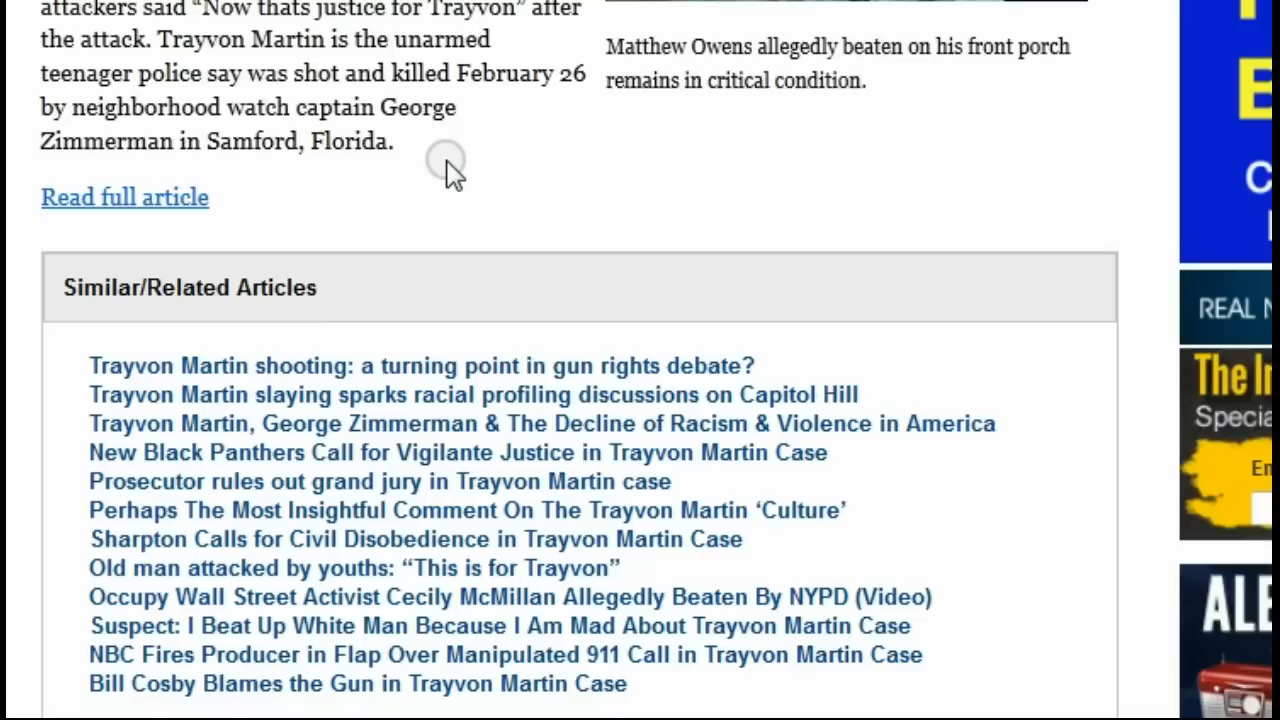 attackers said “Now thats justice for Trayvon” after
the attack. Trayvon Martin is the unarmed
teenager police say was shot and killed February 26
by neighborhood watch captain George
Zimmerman in Samford, Florida.
Matthew Owens allegedly beaten on his front porch
remains in critical condition.
Read full article
Similar/Related Articles
Trayvon Martin shooting: a turning point in gun rights debate?
Trayvon Martin slaying sparks racial profiling discussions on Capitol Hill
Trayvon Martin, George Zimmerman & The Decline of Racism & Violence in America
New Black Panthers Call for Vigilante Justice in Trayvon Martin Case
Prosecutor rules out grand jury in Trayvon Martin case
Perhaps The Most Insightful Comment On The Trayvon Martin ‘Culture’
Sharpton Calls for Civil Disobedience in Trayvon Martin Case
Old man attacked by youths: “This is for Trayvon”
Occupy Wall Street Activist Cecily McMillan Allegedly Beaten By NYPD (Video)
Suspect: I Beat Up White Man Because I Am Mad About Trayvon Martin Case
NBC Fires Producer in Flap Over Manipulated 911 Call in Trayvon Martin Case
Bill Cosby Blames the Gun in Trayvon Martin Case
REAL
The